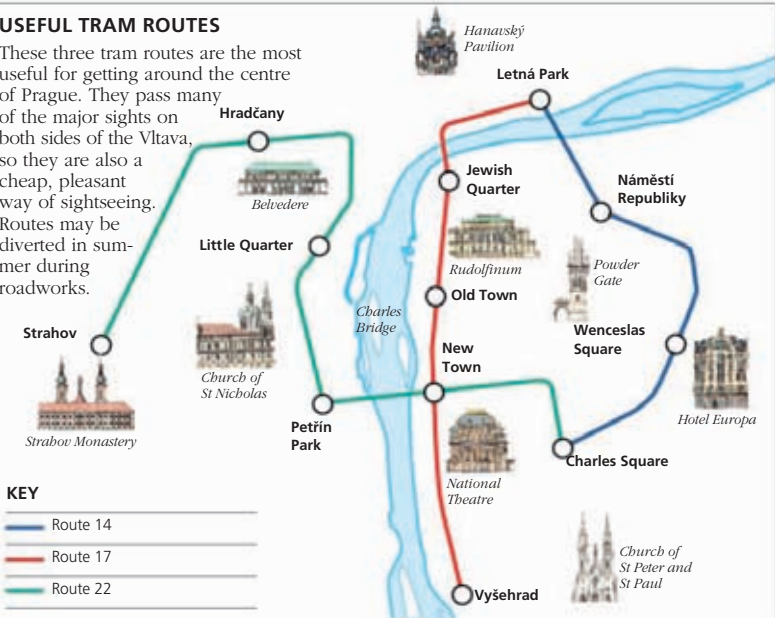 USEFUL TRAM ROUTES
These three tram routes are the most
useful for getting around the centre
of Prague. They pass many
of the major sights on
both sides of the Vltava,
so they are also a
cheap, pleasant
way of sightseeing.
Routes may be
diverted in sum-
mer during
roadworks.
Hanavský
Pavilion
Letná Park
Hradčany
Belvedere
Jewish
Quarter
Náměstí
Republiky
Little Quarter
Rudolfinum
Powder
Gate
Old Town
Charles
Bridge
Strahov
Church of
St Nicholas
New
Town
Wenceslas
Square
Strahov Monastery
Petřín
Park
Hotel Europa
Charles Square
National
Theatre
Church of
St Peter and
St Paul
Vyšehrad
KEY
Route 14
Route 17
Route 22